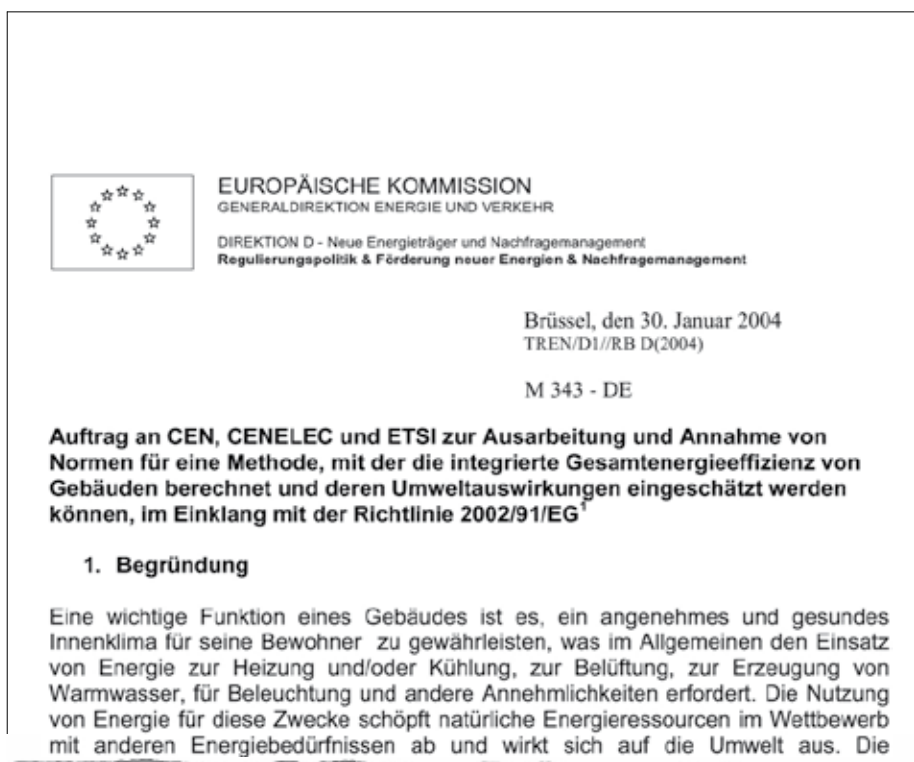 EUROPÄISCHE KOMMISSION
GENERALDIREKTION ENERGIE UND VERKEHR
DIREKTION D - Neue Energieträger und Nachfragemanagement
Regulierungspolitik & Förderung neuer Energien & Nachfragemanagement
Brüssel, den 30. Januar 2004
TREN/D1//RB D(2004)
M 343 - DE
Auftrag an CEN, CENELEC und ETSI zur Ausarbeitung und Annahme von
Normen für eine Methode, mit der die integrierte Gesamtenergieeffizienz von
Gebäuden berechnet und deren Umweltauswirkungen eingeschätzt werden
können, im Einklang mit der Richtlinie 2002/91/EG¹
1. Begründung
Eine wichtige Funktion eines Gebäudes ist es, ein angenehmes und gesundes
Innenklima für seine Bewohner zu gewährleisten, was im Allgemeinen den Einsatz
von Energie zur Heizung und/oder Kühlung, zur Belüftung, zur Erzeugung von
Warmwasser, für Beleuchtung und andere Annehmlichkeiten erfordert. Die Nutzung
von Energie für diese Zwecke schöpft natürliche Energieressourcen im Wettbewerb
mit anderen Energiebedürfnissen ab und wirkt sich auf die Umwelt aus. Die